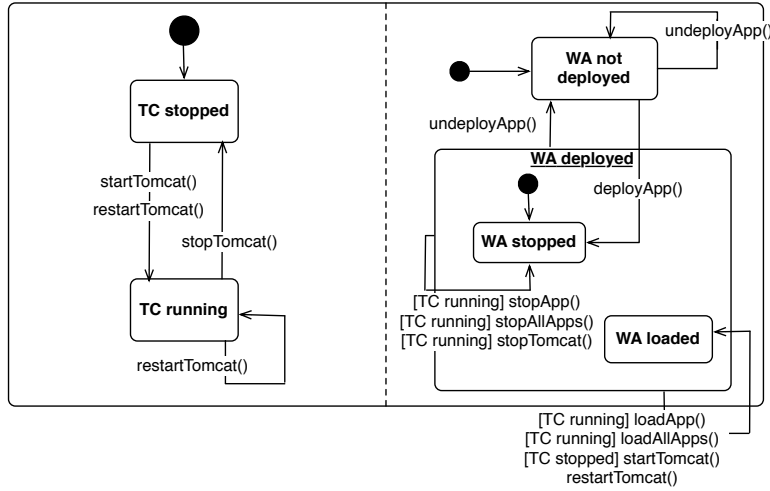 undeployApp()
WA not
deployed
TC stopped
undeployApp()
WA deployed
startTomcat()
restartTomcat()
deployApp()
stopTomcat()
WA stopped
TC running
[TC running] stopApp()
[TC running] stopAllApps()
[TC running] stopTomcat()
WA loaded
restartTomcat()
[TC running] loadApp()
[TC running] loadAllApps()
[TC stopped] startTomcat()
restartTomcat()